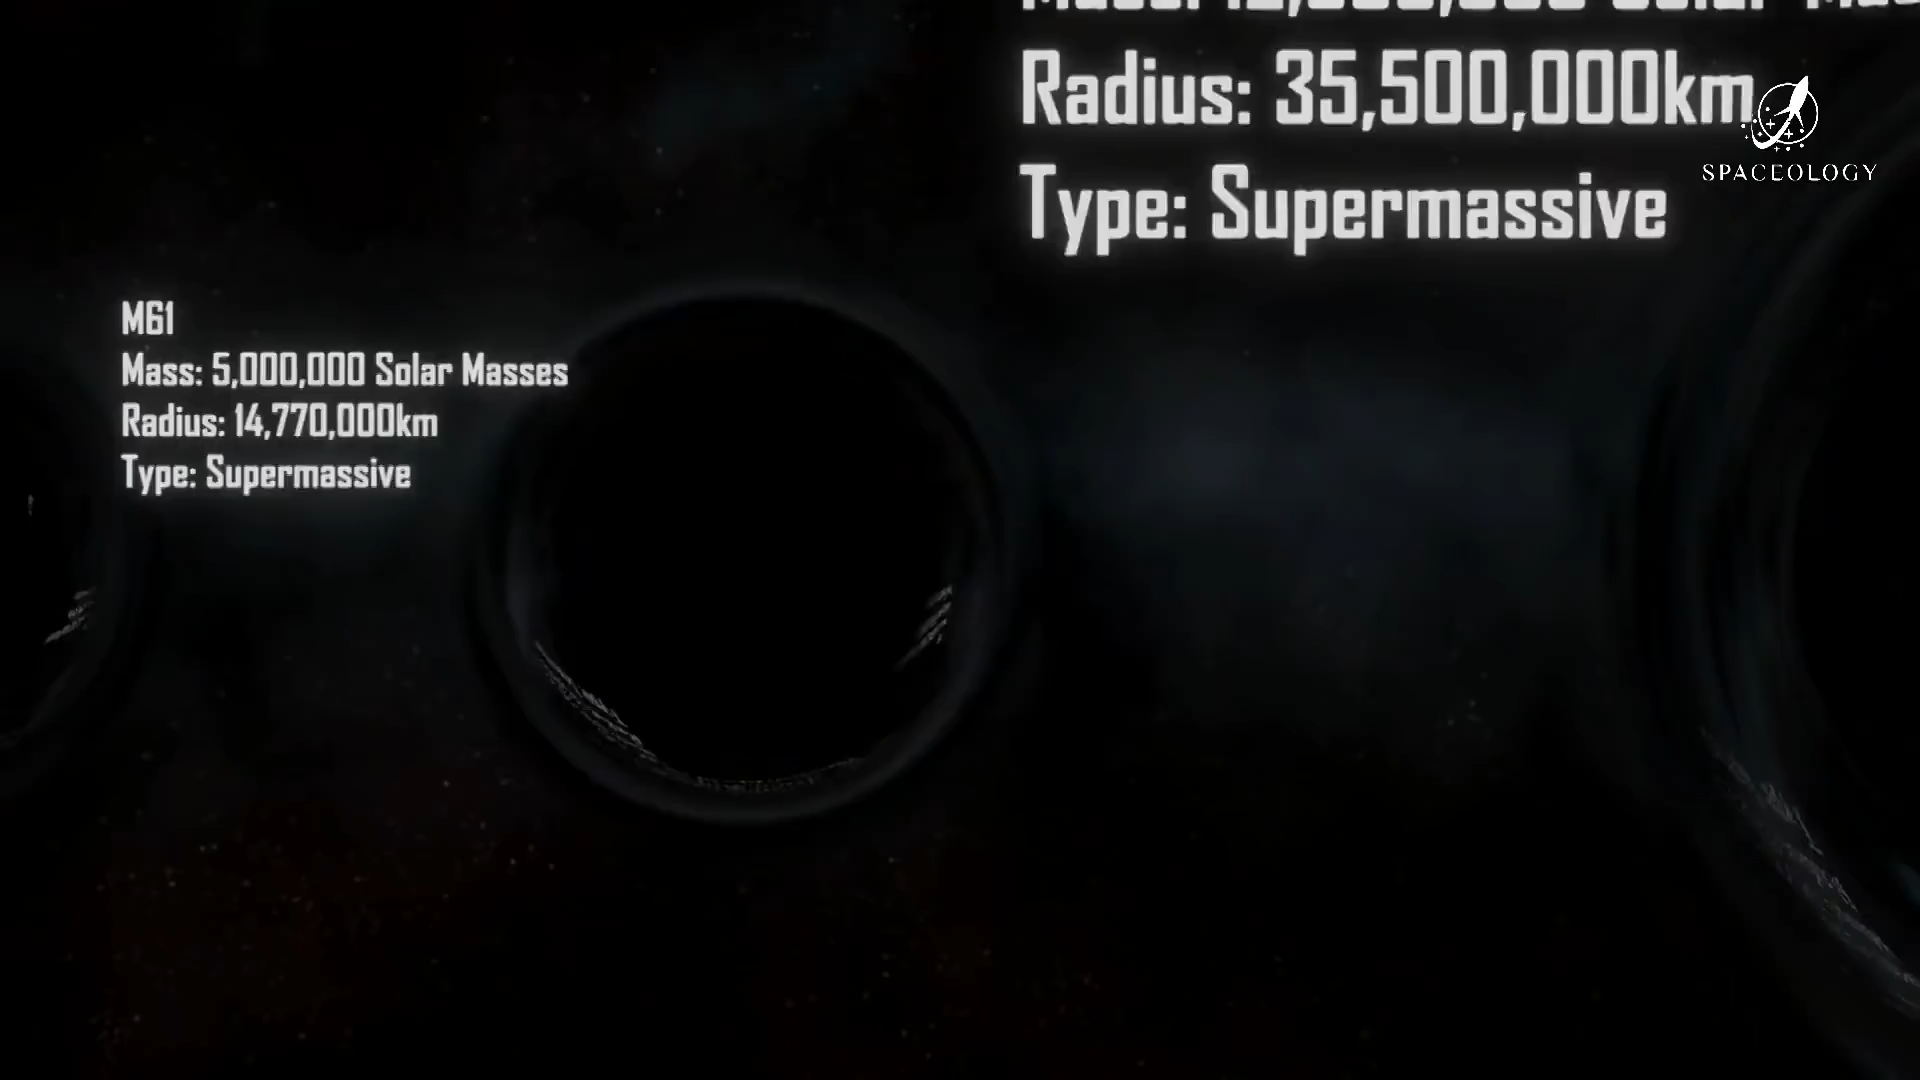 Radius: 35,500,000km
Type: Supermassive
SPACEOLOGY
M61
Mass: 5,000,000 Solar Masses
Radius: 14,770,000km
Type: Supermassive